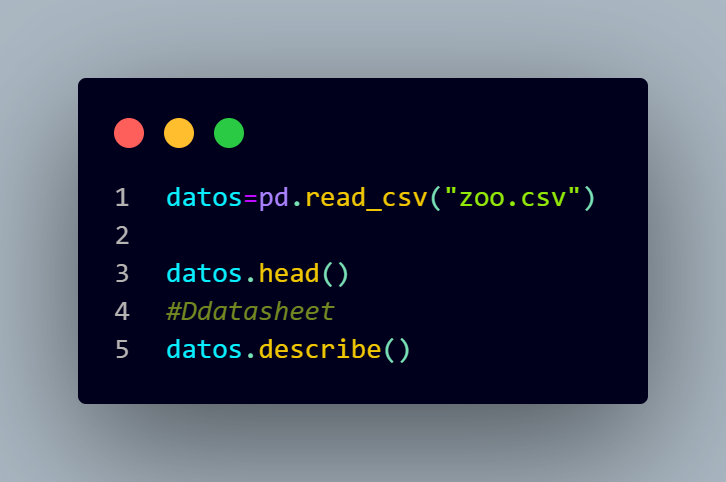 1 datos=pd.read_csv("zoo.csv")
2
3 datos.head()
4 #Ddatasheet
5 datos.describe()